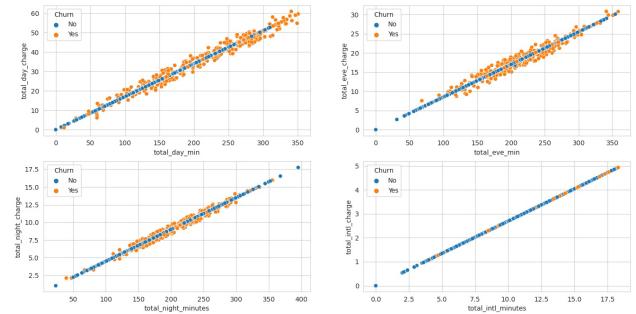 Churn
No
Yes
total_day_charge
60
50
40
30
20
10
0
0
50
100
150
200
250
300
350
total_day_min
Churn
No
Yes
total_eve_charge
30
25
20
15
10
5
0
0
50
100
150
200
250
300
350
total_eve_min
Churn
No
Yes
total_night_charge
17.5
15.0
12.5
10.0
7.5
5.0
2.5
50
100
150
200
250
300
350
400
total_night_minutes
Churn
No
Yes
total_intl_charge
5
4
3
2
1
0
0.0
2.5
5.0
7.5
10.0
12.5
15.0
17.5
total_intl_minutes